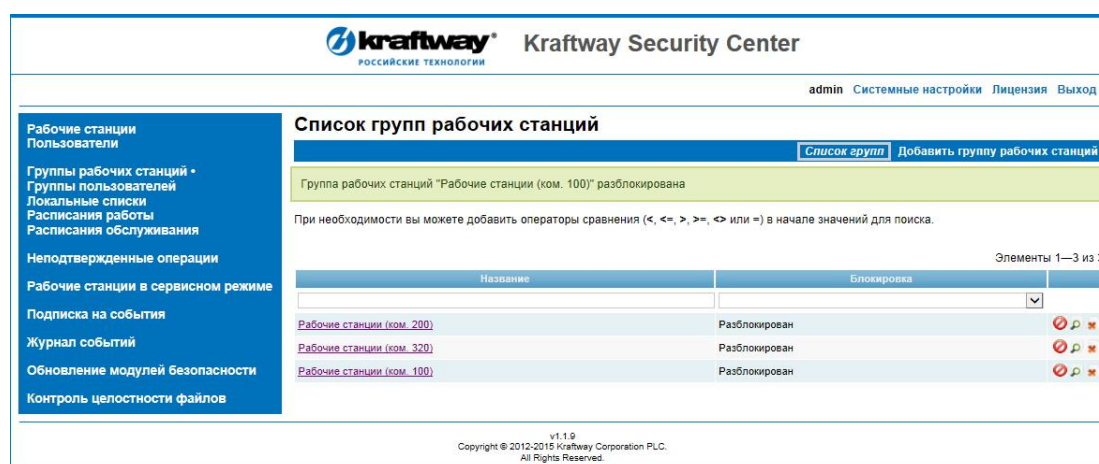 kraftway® Kraftway Security Center
РОССИЙСКИЕ ТЕХНОЛОГИИ
admin Системные настройки Лицензия Выход
Рабочие станции
Пользователи
Группы рабочих станций •
Группы пользователей
Локальные списки
Расписания работы
Расписания обслуживания
Неподтвержденные операции
Рабочие станции в сервисном режиме
Подписка на события
Журнал событий
Обновление модулей безопасности
Контроль целостности файлов
Список групп рабочих станций
Список групп Добавить группу рабочих станций
Группа рабочих станций "Рабочие станции (ком. 100)" разблокирована
При необходимости вы можете добавить операторы сравнения (<, <=, >, >=, <> или =) в начале значений для поиска.
Элементы 1—3 из
Название Блокировка
Рабочие станции (ком. 200) Разблокирован
Рабочие станции (ком. 320) Разблокирован
Рабочие станции (ком. 100) Разблокирован
v1.1.9
Copyright © 2012-2015 Kraftway Corporation PLC.
All Rights Reserved.